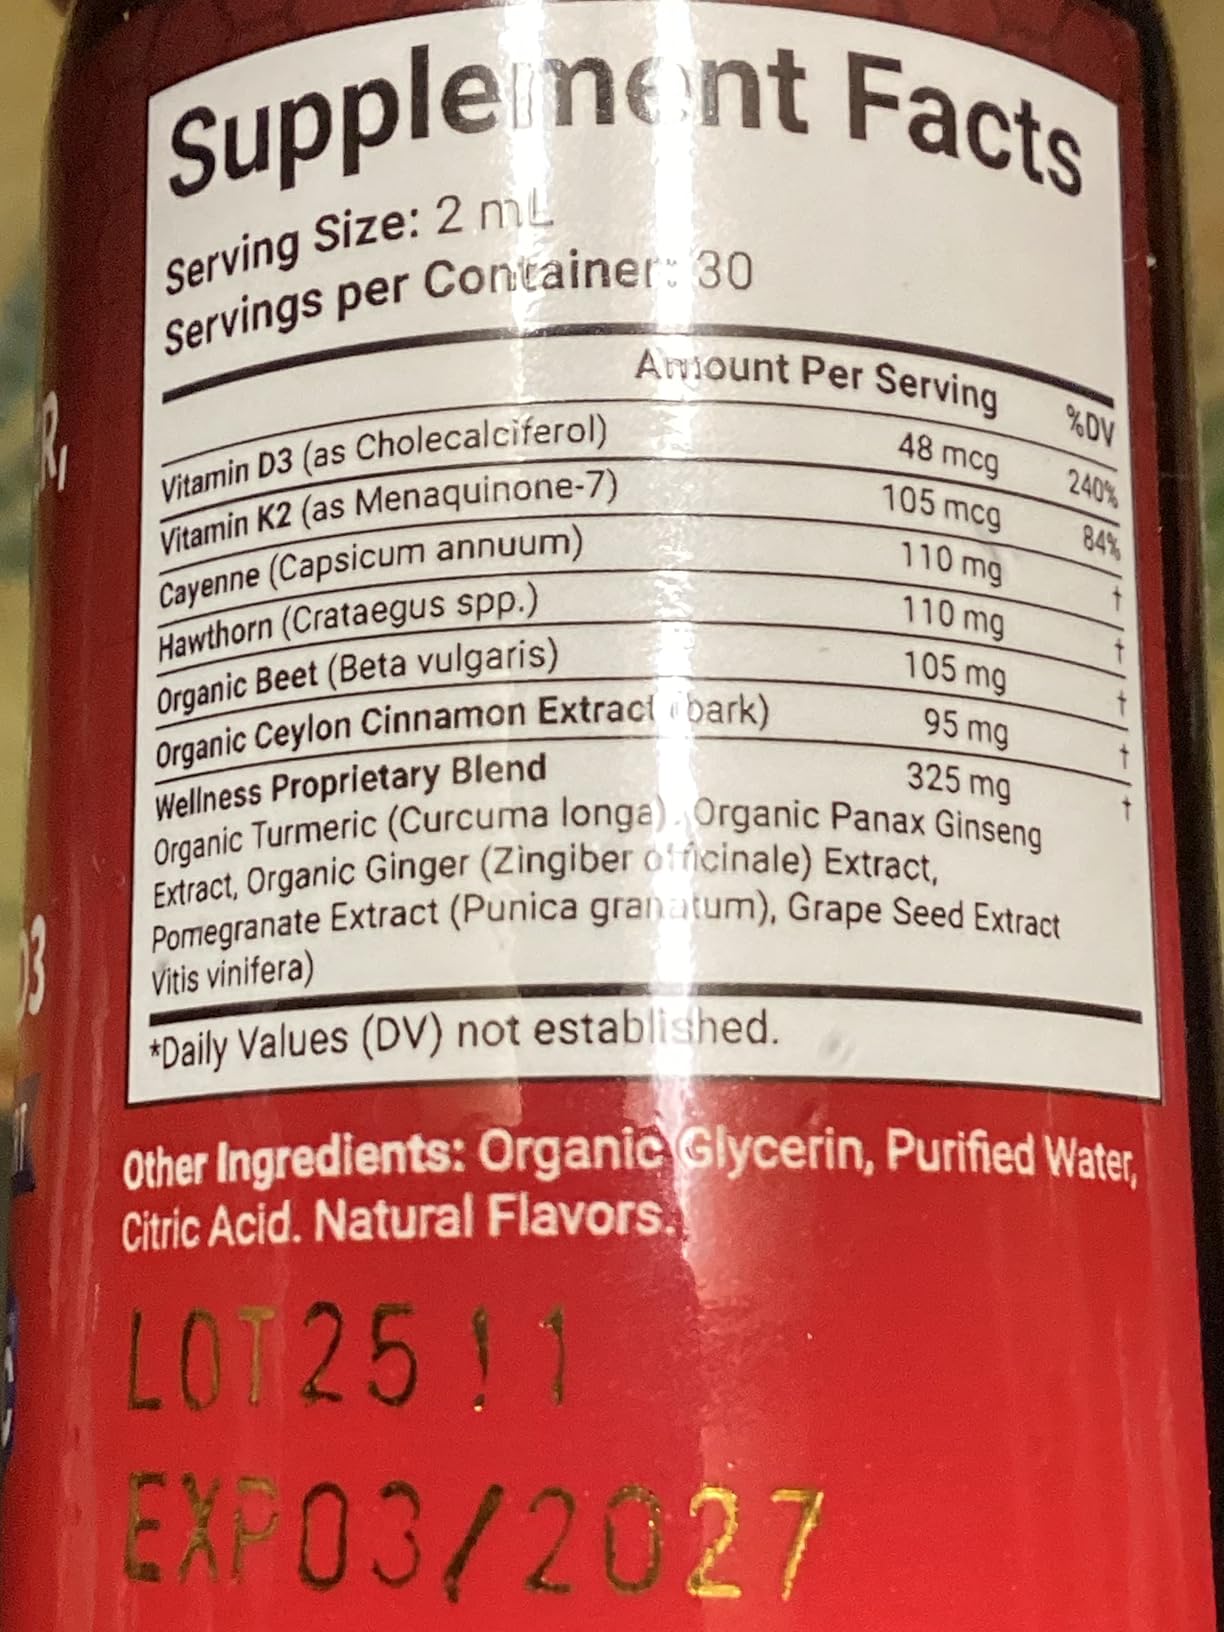 Supplement Facts
Serving Size: 2 mL
Servings per Container: 30
Amount Per Serving %DV
Vitamin D3 (as Cholecalciferol) 48 mcg 240%
Vitamin K2 (as Menaquinone-7) 105 mcg 84%
Cayenne (Capsicum annuum) 110 mg †
Hawthorn (Crataegus spp.) 110 mg †
Organic Beet (Beta vulgaris) 105 mg †
Organic Ceylon Cinnamon Extract (bark) 95 mg †
Wellness Proprietary Blend 325 mg †
Organic Turmeric (Curcuma longa), Organic Panax Ginseng
Extract, Organic Ginger (Zingiber officinale) Extract,
Pomegranate Extract (Punica granatum), Grape Seed Extract
Vitis vinifera)
*Daily Values (DV) not established.
Other Ingredients: Organic Glycerin, Purified Water,
Citric Acid. Natural Flavors.
LOT25 1
EXP03/2027
R,
D3